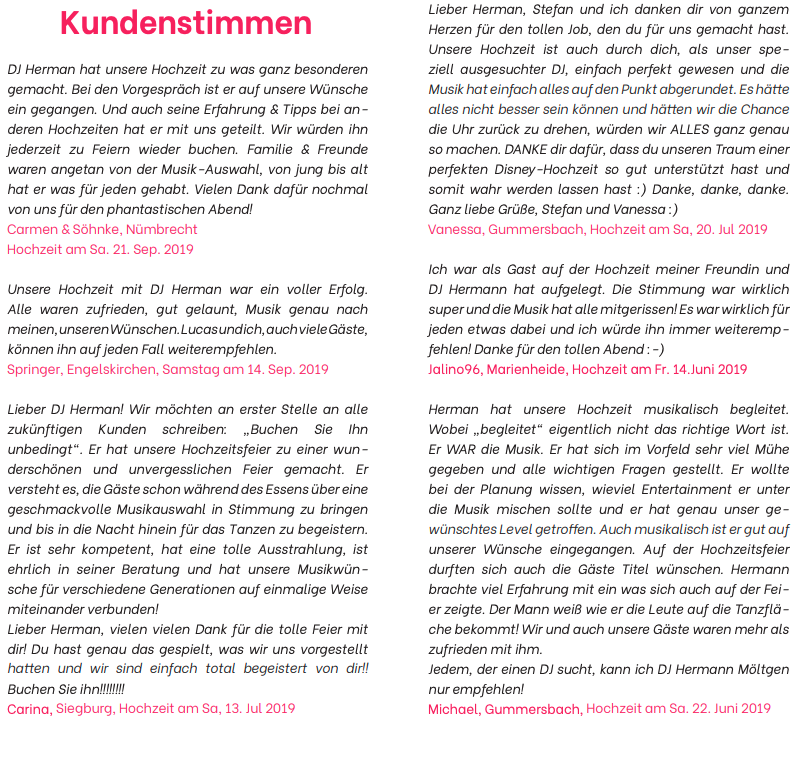 Kundenstimmen
DJ Herman hat unsere Hochzeit zu was ganz besonderen
gemacht. Bei den Vorgespräch ist er auf unsere Wünsche
ein gegangen. Und auch seine Erfahrung & Tipps bei an-
deren Hochzeiten hat er mit uns geteilt. Wir würden ihn
jederzeit zu Feiern wieder buchen. Familie & Freunde
waren angetan von der Musik-Auswahl, von jung bis alt
hat er was für jeden gehabt. Vielen Dank dafür nochmal
von uns für den phantastischen Abend!
Carmen & Söhnke, Nümbrecht
Hochzeit am Sa. 21. Sep. 2019
Unsere Hochzeit mit DJ Herman war ein voller Erfolg.
Alle waren zufrieden, gut gelaunt, Musik genau nach
meinen, unseren Wünschen. Lucas und ich, auch viele Gäste,
können ihn auf jeden Fall weiterempfehlen.
Springer, Engelskirchen, Samstag am 14. Sep. 2019
Lieber DJ Herman! Wir möchten an erster Stelle an alle
zukünftigen Kunden schreiben: „Buchen Sie Ihn
unbedingt“. Er hat unsere Hochzeitsfeier zu einer wun-
derschönen und unvergesslichen Feier gemacht. Er
versteht es, die Gäste schon während des Essens über eine
geschmackvolle Musikauswahl in Stimmung zu bringen
und bis in die Nacht hinein für das Tanzen zu begeistern.
Er ist sehr kompetent, hat eine tolle Ausstrahlung, ist
ehrlich in seiner Beratung und hat unsere Musikwün-
sche für verschiedene Generationen auf einmalige Weise
miteinander verbunden!
Lieber Herman, vielen vielen Dank für die tolle Feier mit
dir! Du hast genau das gespielt, was wir uns vorgestellt
hatten und wir sind einfach total begeistert von dir!!
Buchen Sie ihn!!!!!!!!
Carina, Siegburg, Hochzeit am Sa, 13. Jul 2019
Lieber Herman, Stefan und ich danken dir von ganzem
Herzen für den tollen Job, den du für uns gemacht hast.
Unsere Hochzeit ist auch durch dich, als unser spe-
ziell ausgesuchter DJ, einfach perfekt gewesen und die
Musik hat einfach alles auf den Punkt abgerundet. Es hätte
alles nicht besser sein können und hätten wir die Chance
die Uhr zurück zu drehen, würden wir ALLES ganz genau
so machen. DANKE dir dafür, dass du unseren Traum einer
perfekten Disney-Hochzeit so gut unterstützt hast und
somit wahr werden lassen hast :) Danke, danke, danke.
Ganz liebe Grüße, Stefan und Vanessa :)
Vanessa, Gummersbach, Hochzeit am Sa, 20. Jul 2019
Ich war als Gast auf der Hochzeit meiner Freundin und
DJ Hermann hat aufgelegt. Die Stimmung war wirklich
super und die Musik hat alle mitgerissen! Es war wirklich für
jeden etwas dabei und ich würde ihn immer weiteremp-
fehlen! Danke für den tollen Abend :-)
Jalino96, Marienheide, Hochzeit am Fr. 14.Juni 2019
Herman hat unsere Hochzeit musikalisch begleitet.
Wobei „begleitet“ eigentlich nicht das richtige Wort ist.
Er WAR die Musik. Er hat sich im Vorfeld sehr viel Mühe
gegeben und alle wichtigen Fragen gestellt. Er wollte
bei der Planung wissen, wieviel Entertainment er unter
die Musik mischen sollte und er hat genau unser ge-
wünschtes Level getroffen. Auch musikalisch ist er gut auf
unserer Wünsche eingegangen. Auf der Hochzeitsfeier
durften sich auch die Gäste Titel wünschen. Hermann
brachte viel Erfahrung mit ein was sich auch auf der Fei-
er zeigte. Der Mann weiß wie er die Leute auf die Tanzflä-
che bekommt! Wir und auch unsere Gäste waren mehr als
zufrieden mit ihm.
Jedem, der einen DJ sucht, kann ich DJ Hermann Möltgen
nur empfehlen!
Michael, Gummersbach, Hochzeit am Sa. 22. Juni 2019